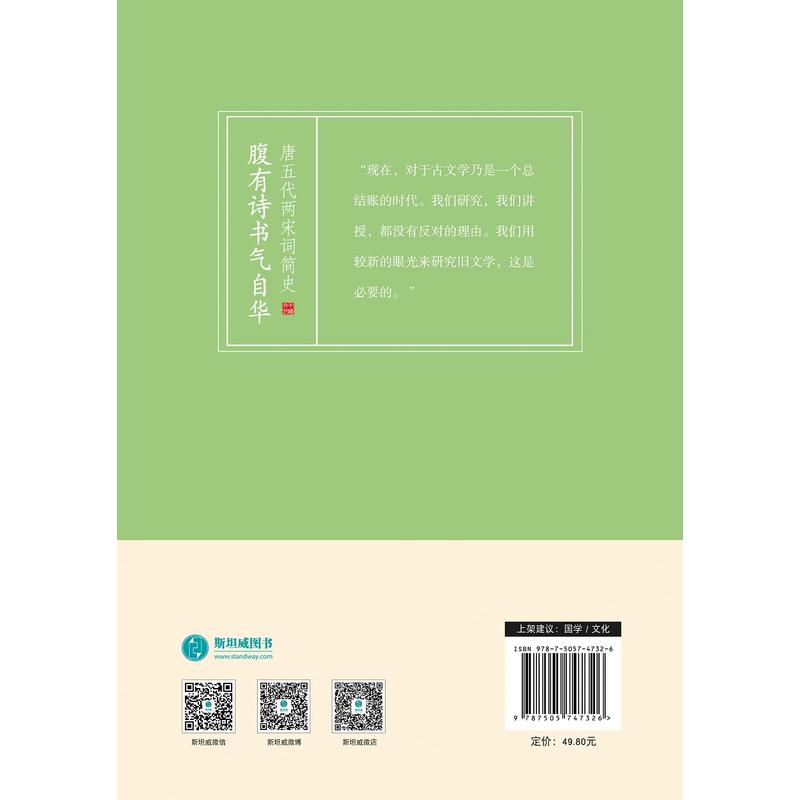 唐五代两宋词简史
腹有诗书气自华
“现在，对于古文学乃是一个总
结账的时代。我们研究，我们讲
授，都没有反对的理由。我们用
较新的眼光来研究旧文学，这是
必要的。”
斯坦威图书
www.standway.com
斯坦威微信
斯坦威微博
斯坦威微店
上架建议：国学/文化
ISBN 978-7-5057-4732-6
9 787505 747326 >
定价：49.80元